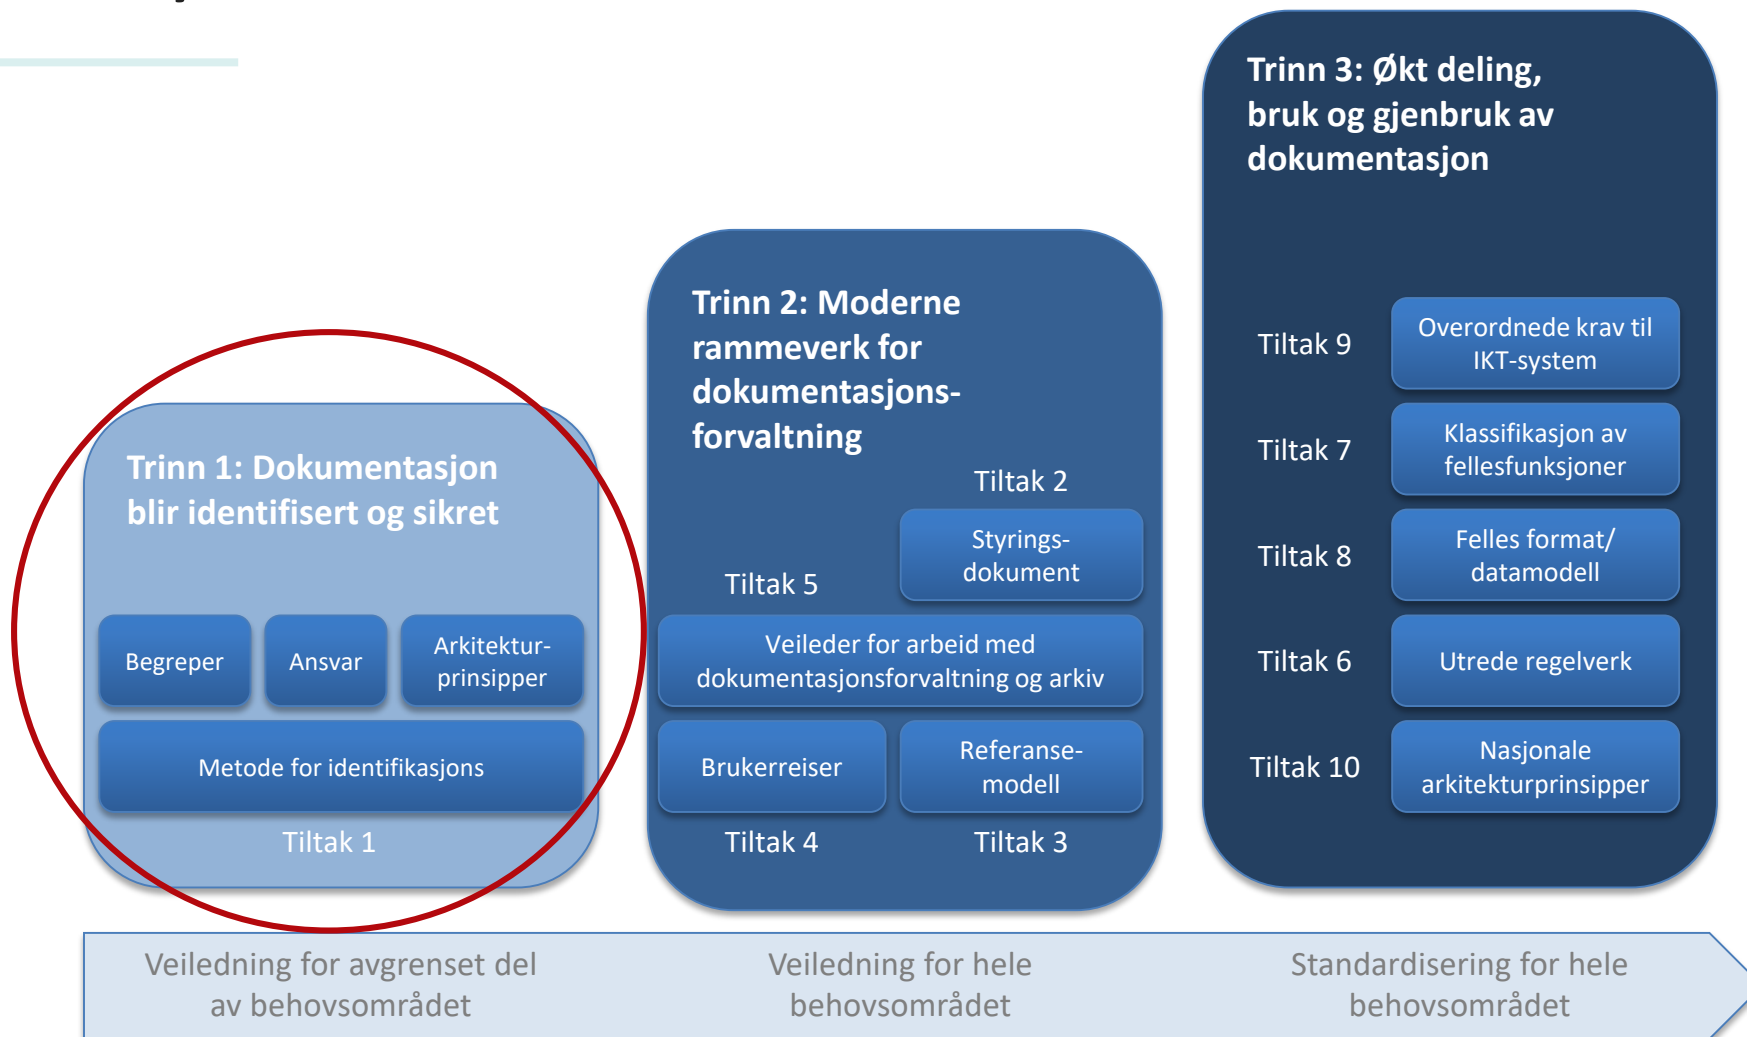 Trinn 1: Dokumentasjon
blir identifisert og sikret
Begreper
Ansvar
Arkitektur-
prinsipper
Metode for identifikasjons
Tiltak 1
Trinn 2: Moderne
rammeverk for
dokumentasjons-
forvaltning
Tiltak 2
Styrings-
dokument
Tiltak 5
Veileder for arbeid med
dokumentasjonsforvaltning og arkiv
Brukerreiser
Referanse-
modell
Tiltak 4
Tiltak 3
Trinn 3: Økt deling,
bruk og gjenbruk av
dokumentasjon
Tiltak 9
Overordnede krav til
IKT-system
Tiltak 7
Klassifikasjon av
fellesfunksjoner
Tiltak 8
Felles format/
datamodell
Tiltak 6
Utrede regelverk
Tiltak 10
Nasjonale
arkitekturprinsipper
Veiledning for avgrenset del
av behovsområdet
Veiledning for hele
behovsområdet
Standardisering for hele
behovsområdet